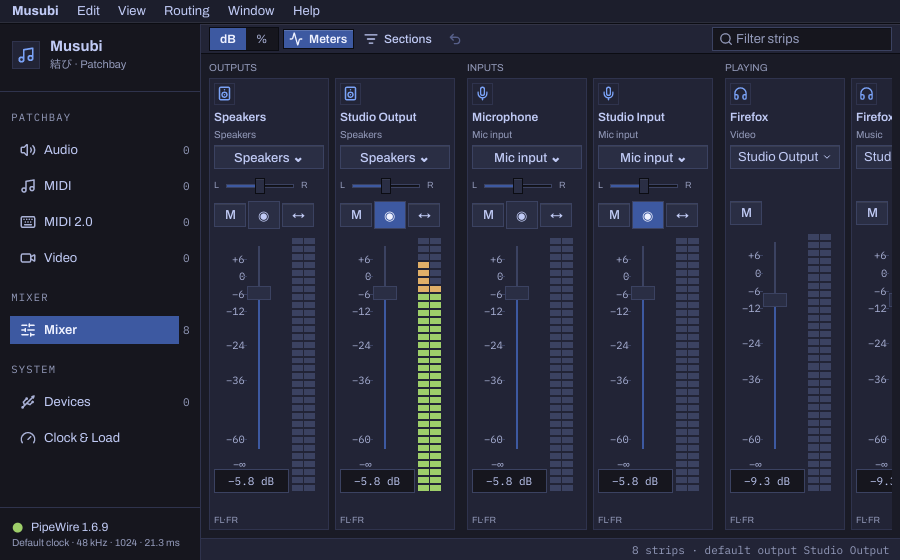 Musubi Edit View Routing Window Help
Musubi
結び · Patchbay
PATCHBAY
Audio 0
MIDI 0
MIDI 2.0 0
Video 0
MIXER
Mixer 8
SYSTEM
Devices 0
Clock & Load
PipeWire 1.6.9
Default clock · 48 kHz · 1024 · 21.3 ms
dB % Meters Sections Filter strips
OUTPUTS INPUTS PLAYING
Speakers Studio Output Microphone Studio Input Firefox Firefox
Speakers Speakers Mic input Mic input Video Music
Speakers Speakers Mic input Mic input Studio Output Stud
L R L R L R L R
M M M M M M
+6 +6 +6 +6 +6 +6
0 0 0 0 0 0
−6 −6 −6 −6 −6 −6
−12 −12 −12 −12 −12 −12
−24 −24 −24 −24 −24 −24
−36 −36 −36 −36 −36 −36
−60 −60 −60 −60 −60 −60
−∞ −∞ −∞ −∞ −∞ −∞
−5.8 dB −5.8 dB −5.8 dB −5.8 dB −9.3 dB −9.3
FL·FR FL·FR FL·FR FL·FR FL·FR FL·FR
8 strips · default output Studio Output